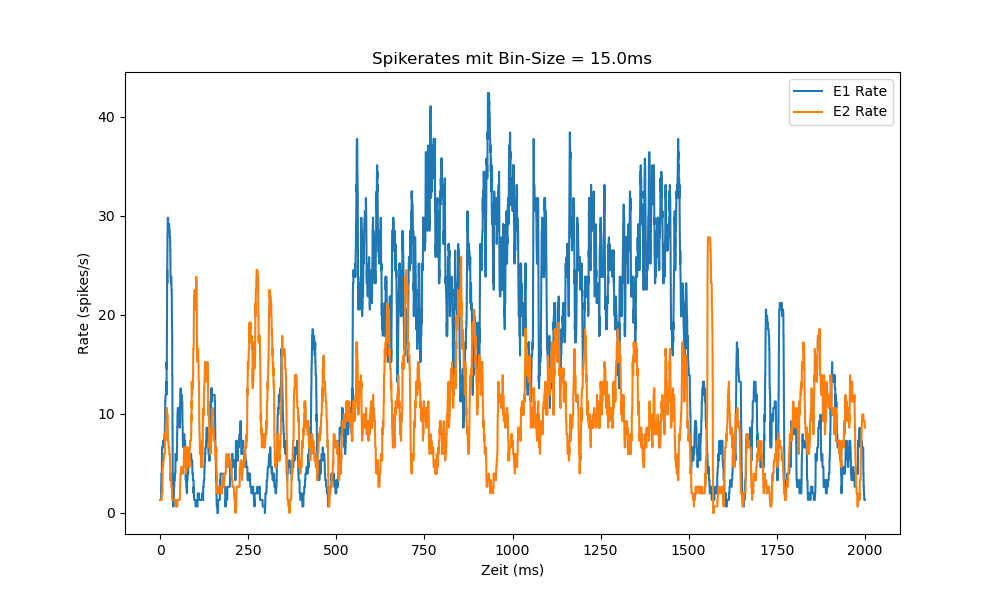 Spikerates mit Bin-Size = 15.0ms
E1 Rate
E2 Rate
40
30
20
10
0
Rate (spikes/s)
0 250 500 750 1000 1250 1500 1750 2000
Zeit (ms)